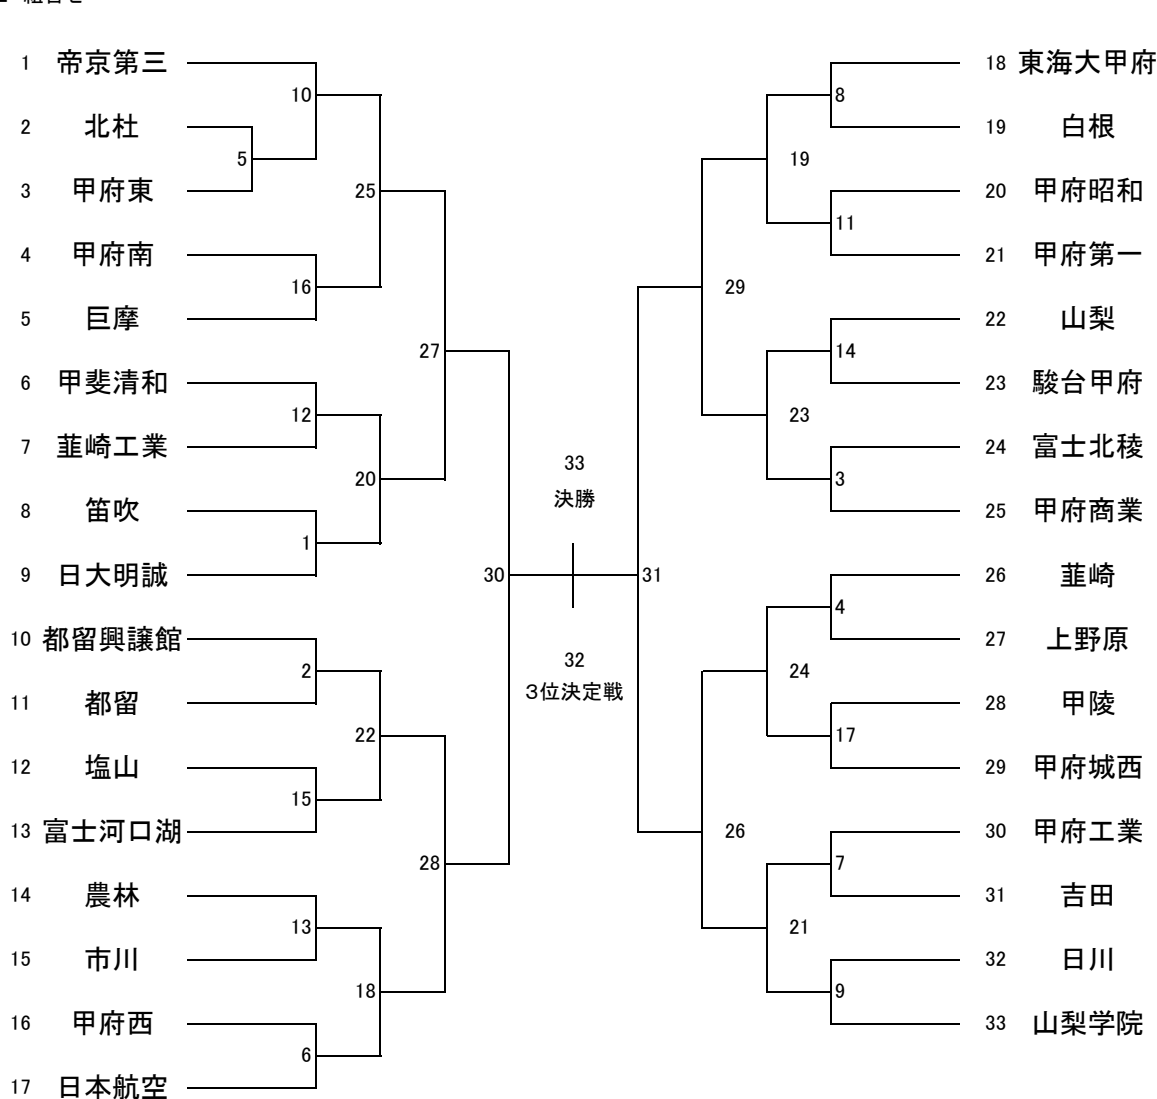 1 帝京第三
2 北杜
3 甲府東
4 甲府南
5 巨摩
6 甲斐清和
7 韮崎工業
8 笛吹
9 日大明誠
10 都留興譲館
11 都留
12 塩山
13 富士河口湖
14 農林
15 市川
16 甲府西
17 日本航空
10
5
25
16
27
12
20
1
30
2
22
15
28
13
18
6
33
決勝
32
3位決定戦
8
19
11
29
14
23
3
31
4
24
17
26
7
21
9
18 東海大甲府
19 白根
20 甲府昭和
21 甲府第一
22 山梨
23 駿台甲府
24 富士北稜
25 甲府商業
26 韮崎
27 上野原
28 甲陵
29 甲府城西
30 甲府工業
31 吉田
32 日川
33 山梨学院